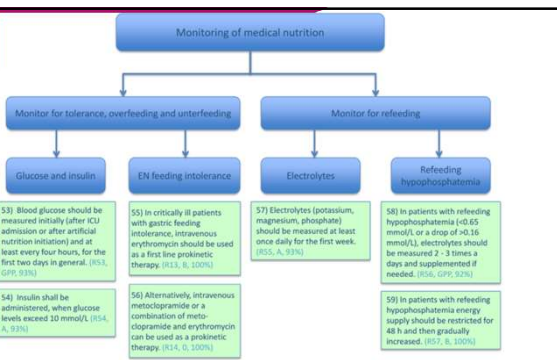 Monitoring of medical nutrition
Monitor for tolerance, overfeeding and unterfeeding
Monitor for refeeding
Glucose and insulin
EN feeding intolerance
Electrolytes
Refeeding
hypophosphatemia
53) Blood glucose should be
measured initially (after ICU
admission or after artificial
nutrition initiation) and at
least every four hours, for the
first two days in general. (R53,
GPP, 93%)
54) Insulin shall be
administered, when glucose
levels exceed 10 mmol/L (R54,
A, 93%)
55) In critically ill patients
with gastric feeding
intolerance, intravenous
erythromycin should be used
as a first line prokinetic
therapy. (R13, B, 100%)
56) Alternatively, intravenous
metoclopramide or a
combination of meto-
clopramide and erythromycin
can be used as a prokinetic
therapy. (R14, 0, 100%)
57) Electrolytes (potassium,
magnesium, phosphate)
should be measured at least
once daily for the first week.
(R55, A, 93%)
58) In patients with refeeding
hypophosphatemia (<0.65
mmol/L or a drop of >0.16
mmol/L), electrolytes should
be measured 2 - 3 times a
days and supplemented if
needed. (R56, GPP, 92%)
59) In patients with refeeding
hypophosphatemia energy
supply should be restricted for
48 h and then gradually
increased. (R57, B, 100%)